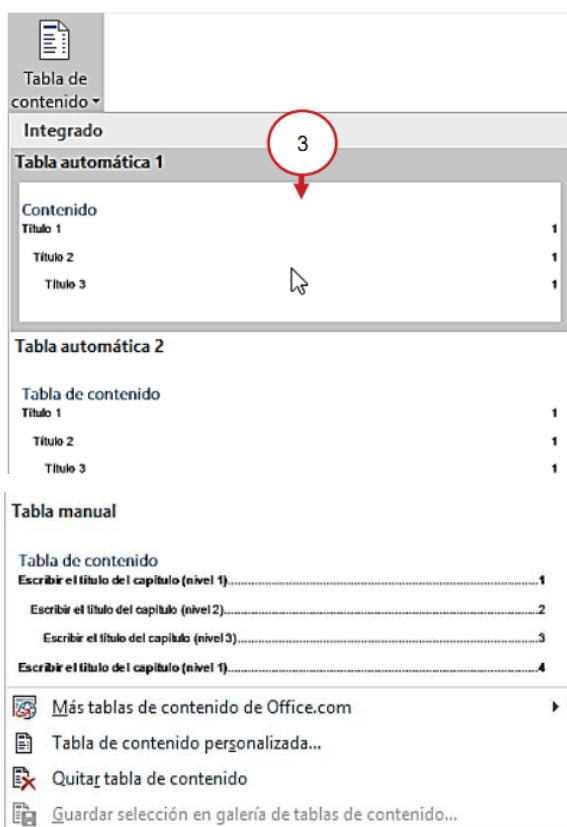 Tabla de
contenido
Integrado
3
Tabla automática 1
Contenido
Título 1 1
Título 2 1
Título 3 1
Tabla automática 2
Tabla de contenido
Título 1 1
Título 2 1
Título 3 1
Tabla manual
Tabla de contenido
Escribir el título del capítulo (nivel 1)........1
Escribir el título del capítulo (nivel 2)........2
Escribir el título del capítulo (nivel 3)........3
Escribir el título del capítulo (nivel 1)........4
Más tablas de contenido de Office.com
Tabla de contenido personalizada...
Quitar tabla de contenido
Guardar selección en galería de tablas de contenido...